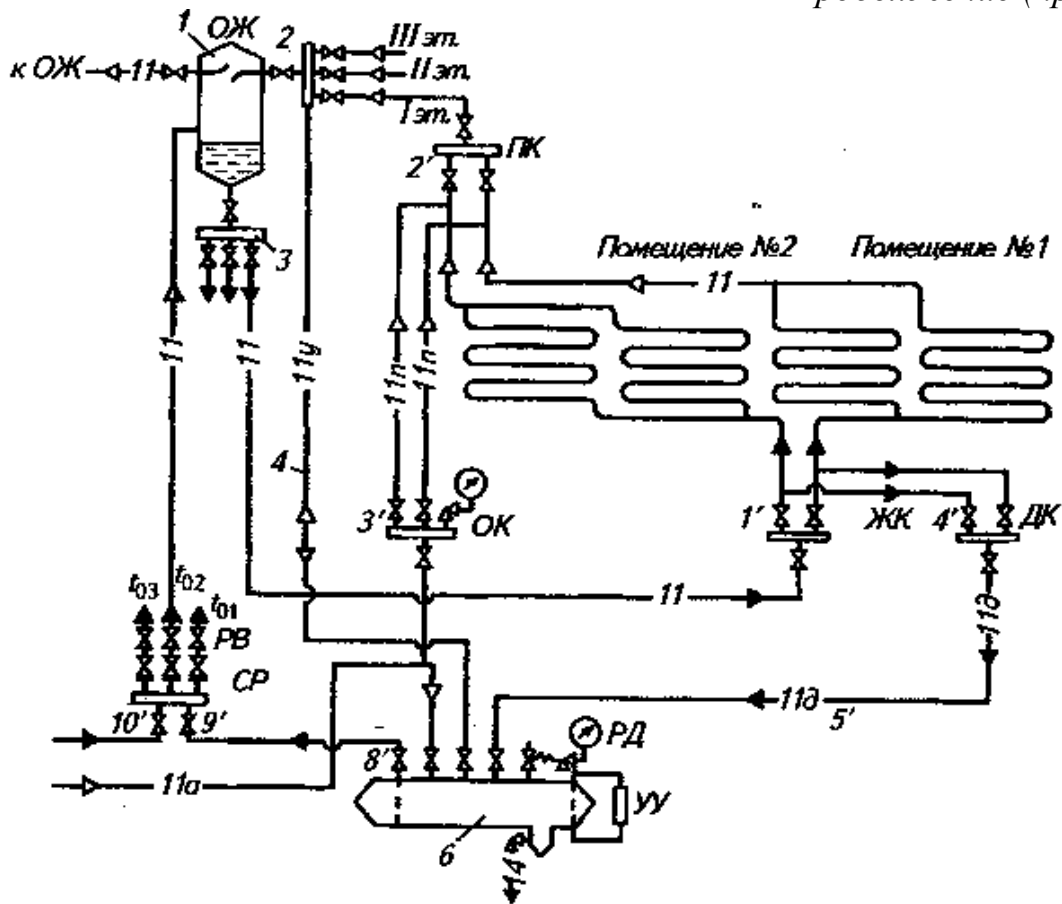 1 ОЖ 2
к ОЖ 11
III эт.
II эт.
I эт.
2' ПК
3
Помещение №2 Помещение №1
11
11 11 11у 11п 11п
4
3' ОК
1' ЖК 4' ДК
t03 t02 t01
11
11д
РВ
СР
10' 9'
11д
5'
8' РД
11а
УУ
6
14